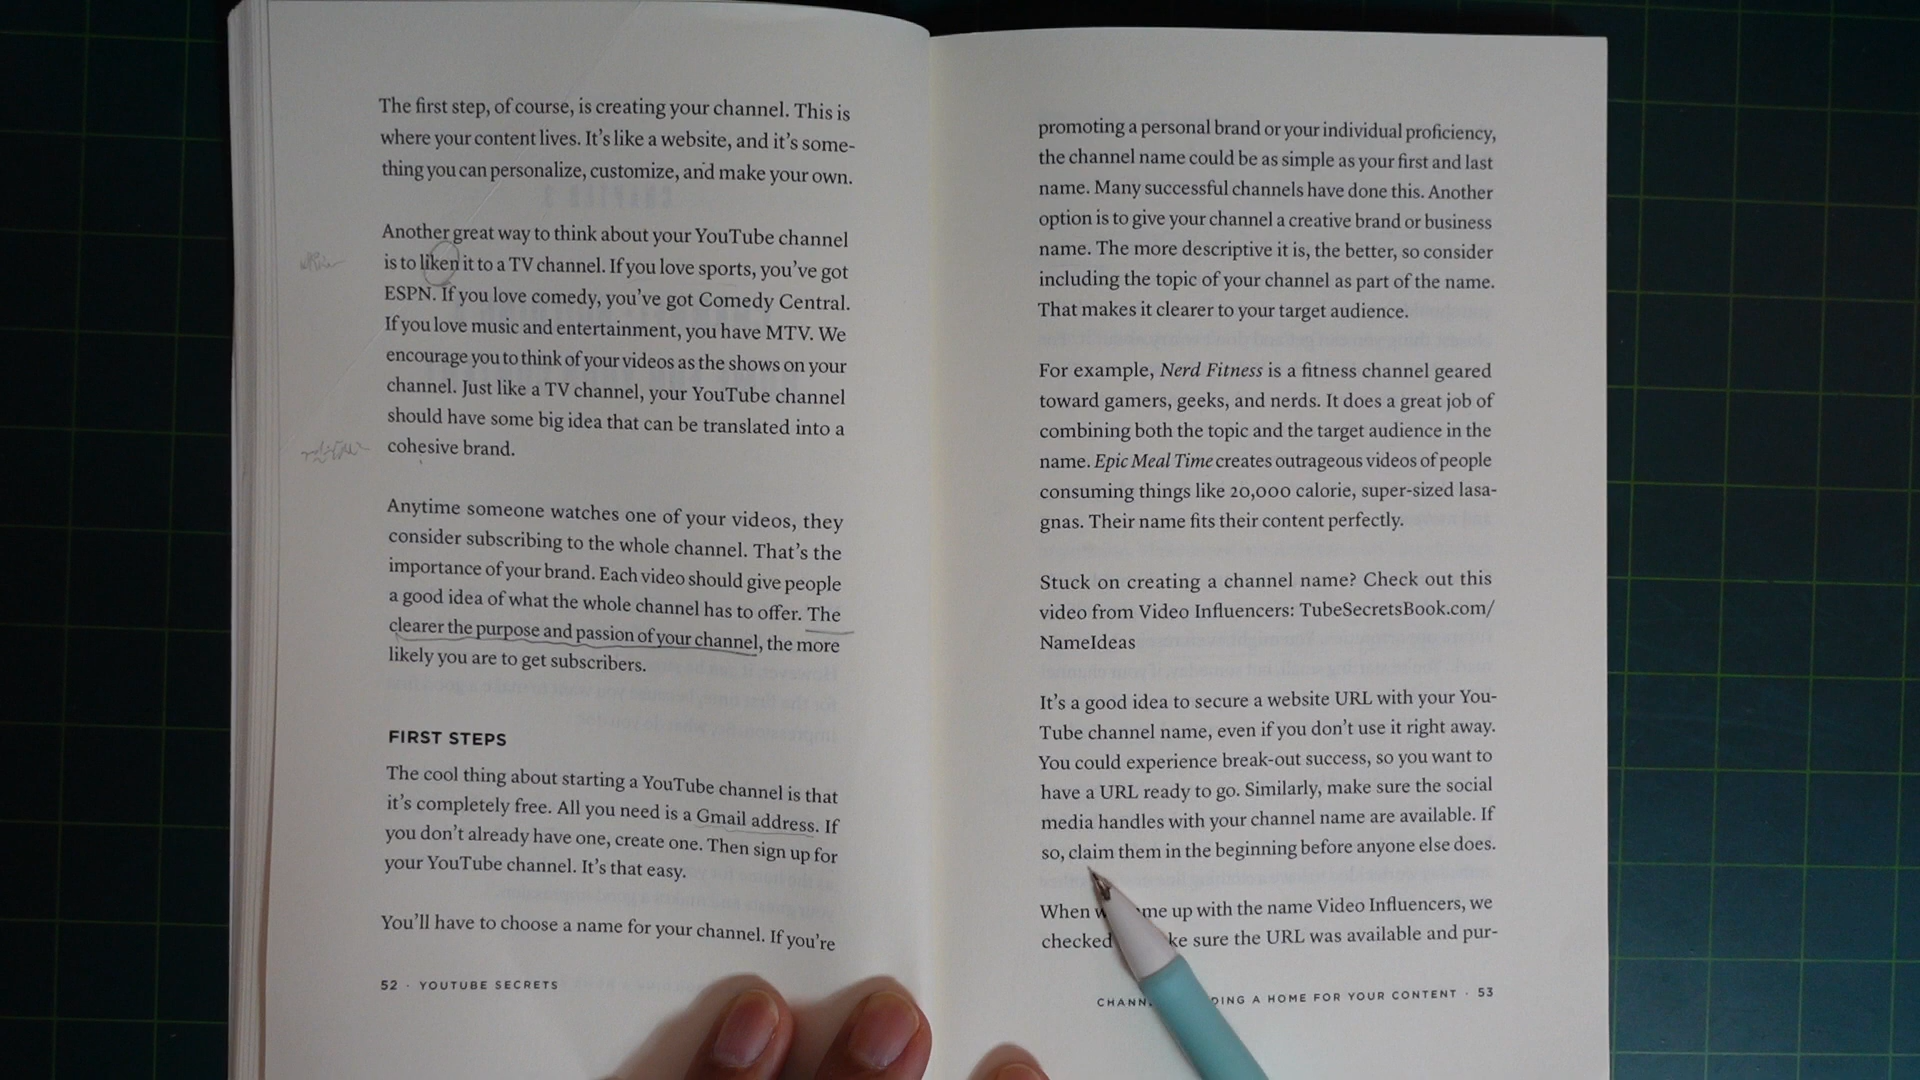 The first step, of course, is creating your channel. This is
where your content lives. It's like a website, and it's some-
thing you can personalize, customize, and make your own.
Another great way to think about your YouTube channel
is to liken it to a TV channel. If you love sports, you've got
ESPN. If you love comedy, you've got Comedy Central.
If you love music and entertainment, you have MTV. We
encourage you to think of your videos as the shows on your
channel. Just like a TV channel, your YouTube channel
should have some big idea that can be translated into a
cohesive brand.
Anytime someone watches one of your videos, they
consider subscribing to the whole channel. That's the
importance of your brand. Each video should give people
a good idea of what the whole channel has to offer. The
clearer the purpose and passion of your channel, the more
likely you are to get subscribers.
FIRST STEPS
The cool thing about starting a YouTube channel is that
it's completely free. All you need is a Gmail address. If
you don't already have one, create one. Then sign up for
your YouTube channel. It's that easy.
You'll have to choose a name for your channel. If you're
52 · YOUTUBE SECRETS
promoting a personal brand or your individual proficiency,
the channel name could be as simple as your first and last
name. Many successful channels have done this. Another
option is to give your channel a creative brand or business
name. The more descriptive it is, the better, so consider
including the topic of your channel as part of the name.
That makes it clearer to your target audience.
For example, Nerd Fitness is a fitness channel geared
toward gamers, geeks, and nerds. It does a great job of
combining both the topic and the target audience in the
name. Epic Meal Time creates outrageous videos of people
consuming things like 20,000 calorie, super-sized lasa-
gnas. Their name fits their content perfectly.
Stuck on creating a channel name? Check out this
video from Video Influencers: TubeSecretsBook.com/
NameIdeas
It's a good idea to secure a website URL with your You-
Tube channel name, even if you don't use it right away.
You could experience break-out success, so you want to
have a URL ready to go. Similarly, make sure the social
media handles with your channel name are available. If
so, claim them in the beginning before anyone else does.
When up with the name Video Influencers, we
checked sure the URL was available and pur-
A HOME FOR YOUR CONTENT · 53